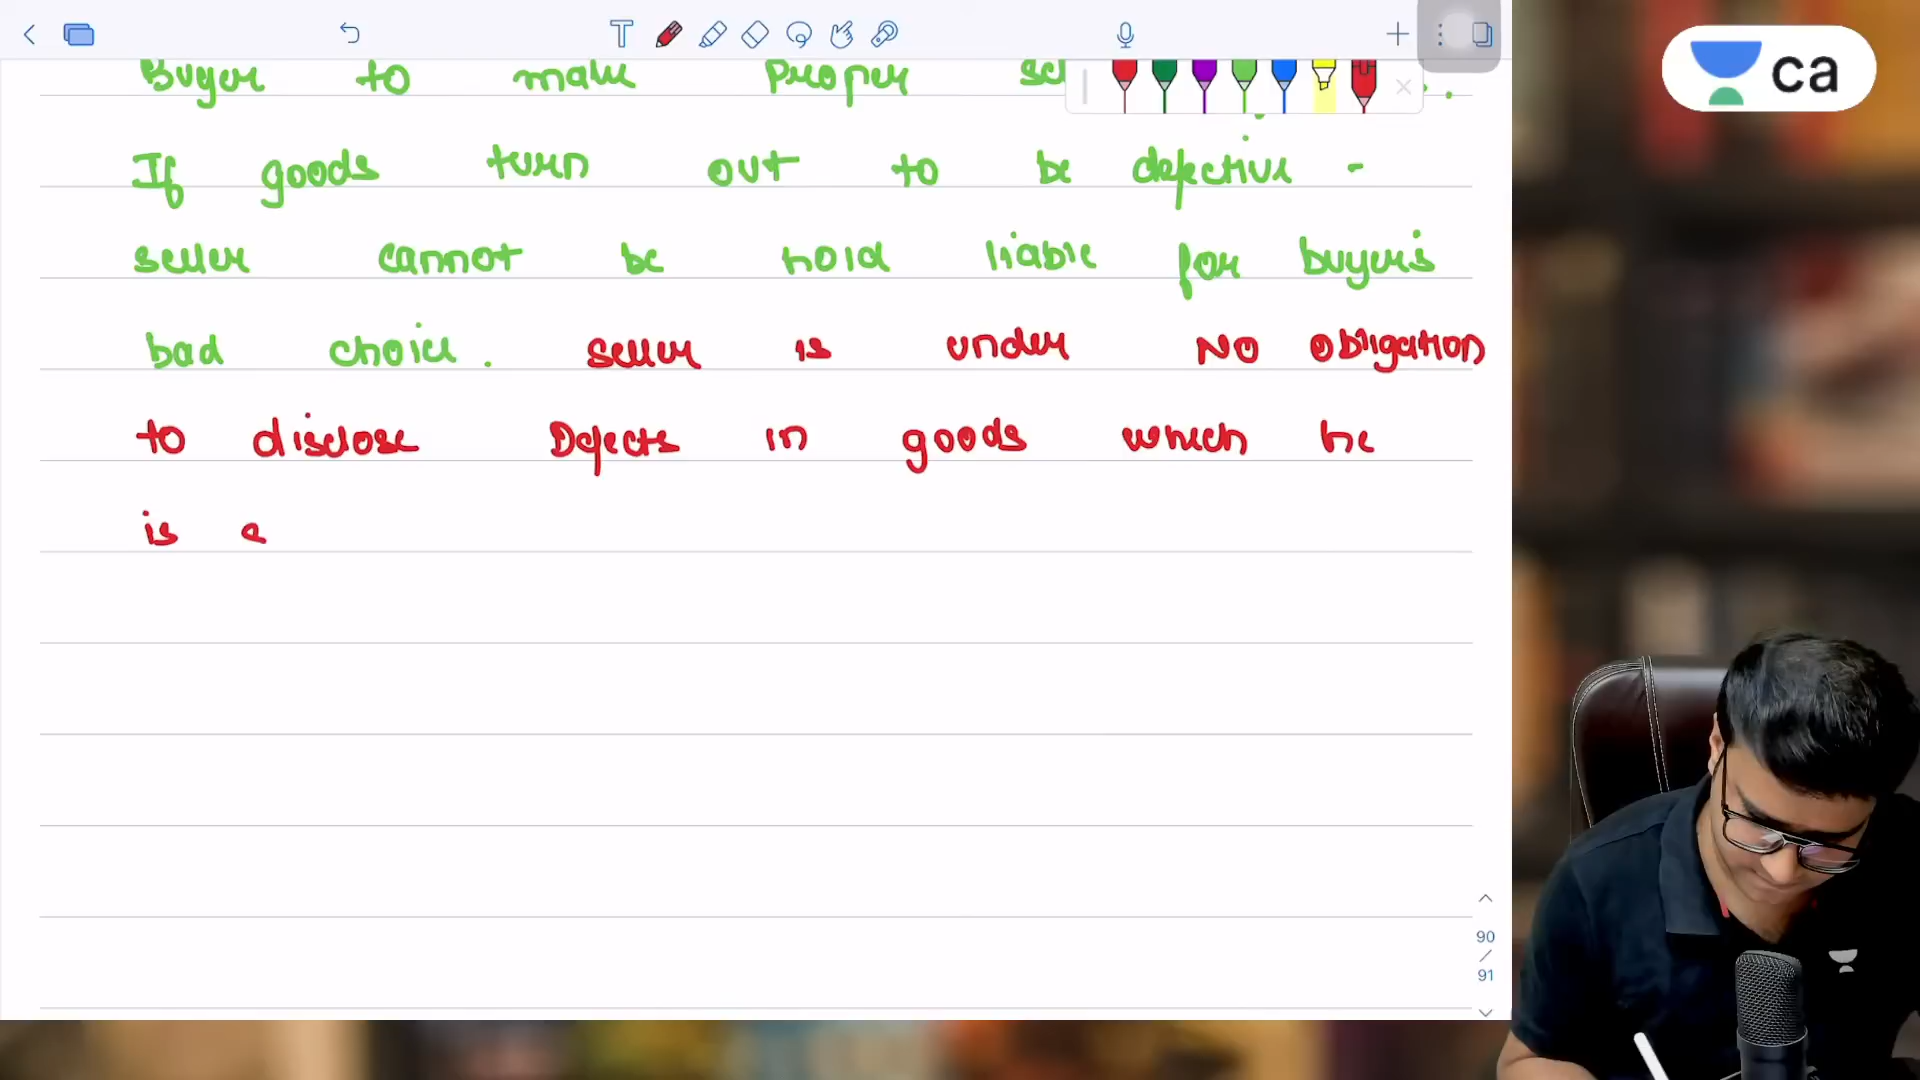 ca
Buyer to make proper
If goods turn out to be defective -
seller cannot be hold liable for buyer's
bad choice. seller is under NO obligation
to disclose Defects in goods which he
is a
90
/
91